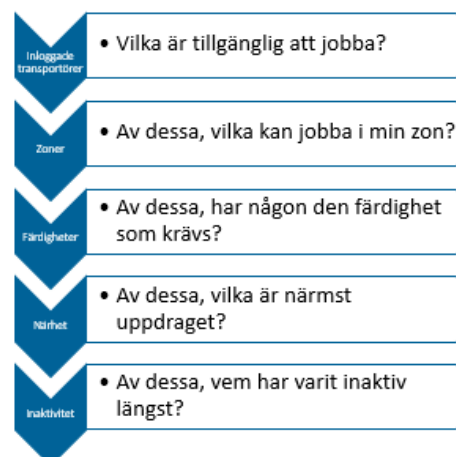 Inloggade
transportörer
• Vilka är tillgänglig att jobba?
Zoner
• Av dessa, vilka kan jobba i min zon?
Färdigheter
• Av dessa, har någon den färdighet
som krävs?
Närhet
• Av dessa, vilka är närmst
uppdraget?
Inaktivitet
• Av dessa, vem har varit inaktiv
längst?